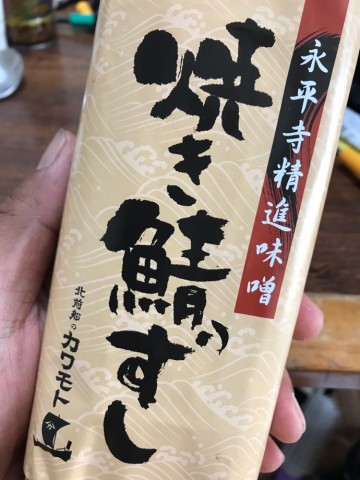 永平寺精進味噌
焼き鯖のすし
北前船のカワモト